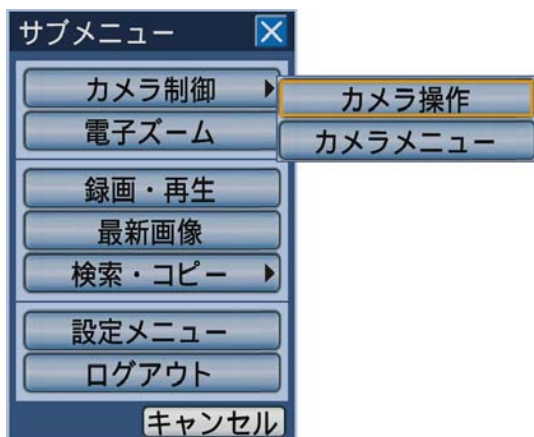 サブメニュー
カメラ制御
カメラ操作
電子ズーム
カメラメニュー
録画・再生
最新画像
検索・コピー
設定メニュー
ログアウト
キャンセル